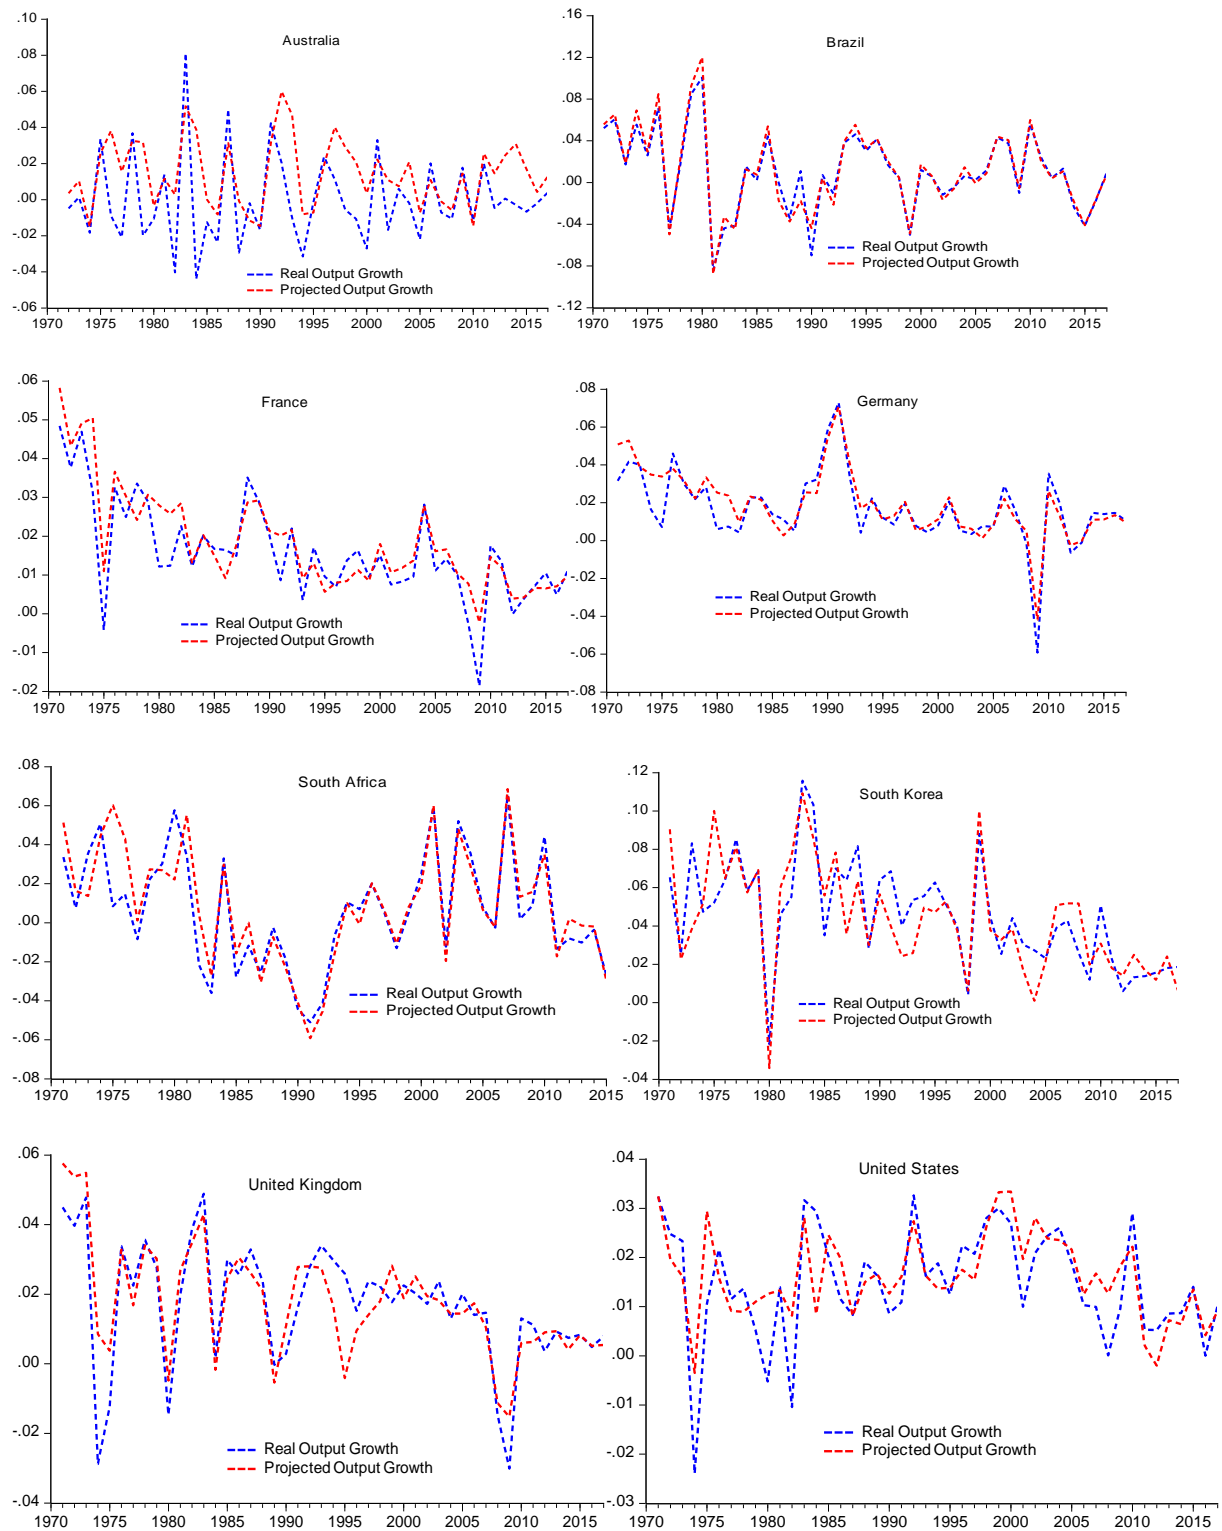 Australia
.10
.08
.06
.04
.02
.00
-.02
-.04
-.06
1970 1975 1980 1985 1990 1995 2000 2005 2010 2015
Real Output Growth
Projected Output Growth
Brazil
.16
.12
.08
.04
.00
-.04
-.08
-.12
1970 1975 1980 1985 1990 1995 2000 2005 2010 2015
Real Output Growth
Projected Output Growth
France
.06
.05
.04
.03
.02
.01
.00
-.01
-.02
1970 1975 1980 1985 1990 1995 2000 2005 2010 2015
Real Output Growth
Projected Output Growth
Germany
.08
.06
.04
.02
.00
-.02
-.04
-.06
-.08
1970 1975 1980 1985 1990 1995 2000 2005 2010 2015
Real Output Growth
Projected Output Growth
South Africa
.08
.06
.04
.02
.00
-.02
-.04
-.06
-.08
1970 1975 1980 1985 1990 1995 2000 2005 2010 2015
Real Output Growth
Projected Output Growth
South Korea
.12
.10
.08
.06
.04
.02
.00
-.02
-.04
1970 1975 1980 1985 1990 1995 2000 2005 2010 2015
Real Output Growth
Projected Output Growth
United Kingdom
.06
.04
.02
.00
-.02
-.04
1970 1975 1980 1985 1990 1995 2000 2005 2010 2015
Real Output Growth
Projected Output Growth
United States
.04
.03
.02
.01
.00
-.01
-.02
-.03
1970 1975 1980 1985 1990 1995 2000 2005 2010 2015
Real Output Growth
Projected Output Growth